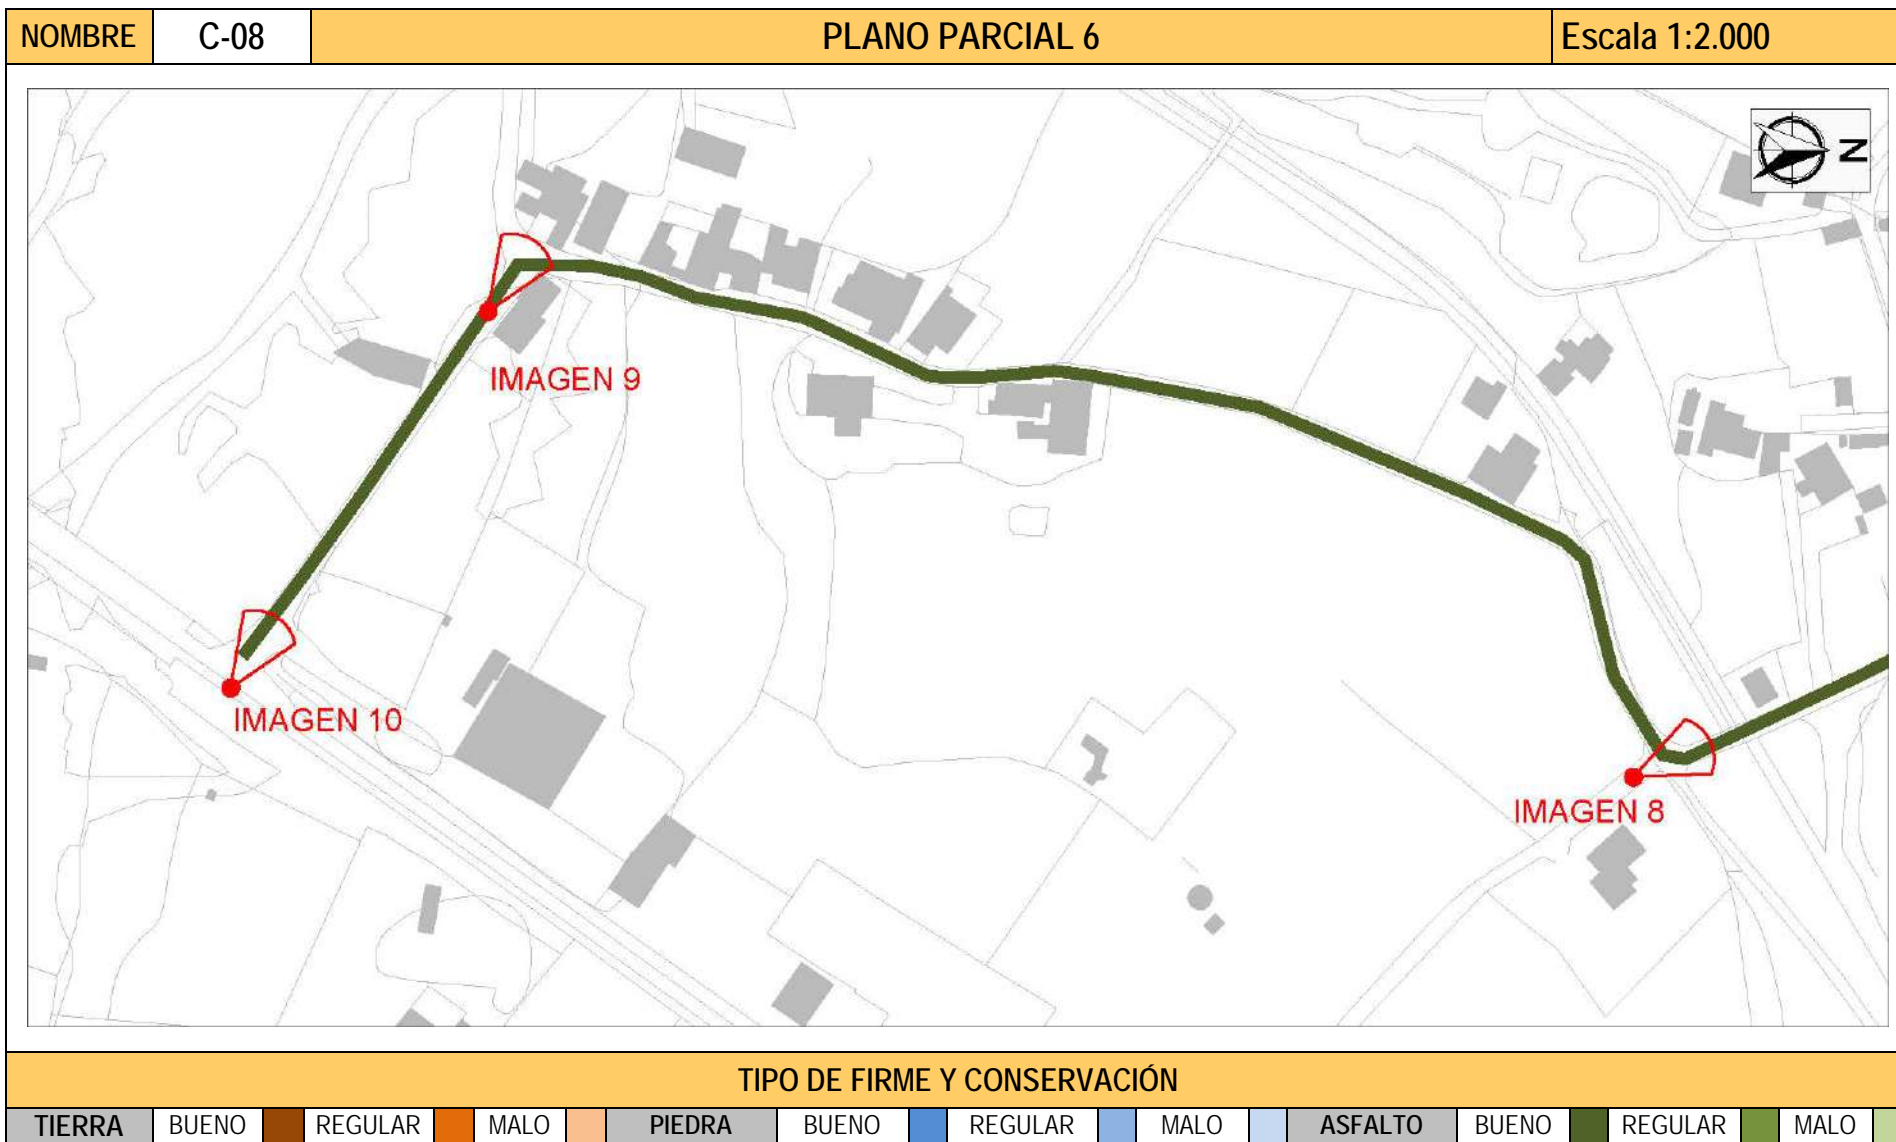 NOMBRE C-08 PLANO PARCIAL 6 Escala 1:2.000
N
IMAGEN 9
IMAGEN 10
IMAGEN 8
TIPO DE FIRME Y CONSERVACIÓN
TIERRA BUENO REGULAR MALO PIEDRA BUENO REGULAR MALO ASFALTO BUENO REGULAR MALO